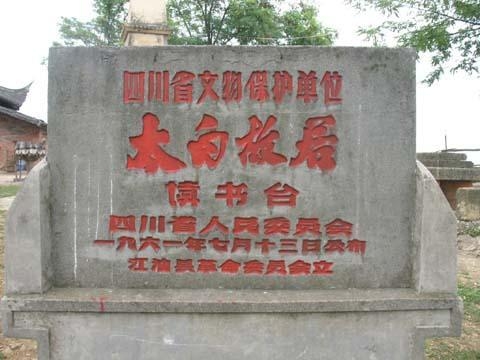 四川省文物保护单位
太白故居
读书台
四川省人民委员会
一九六一年七月十三日公布
江油县革命委员会立